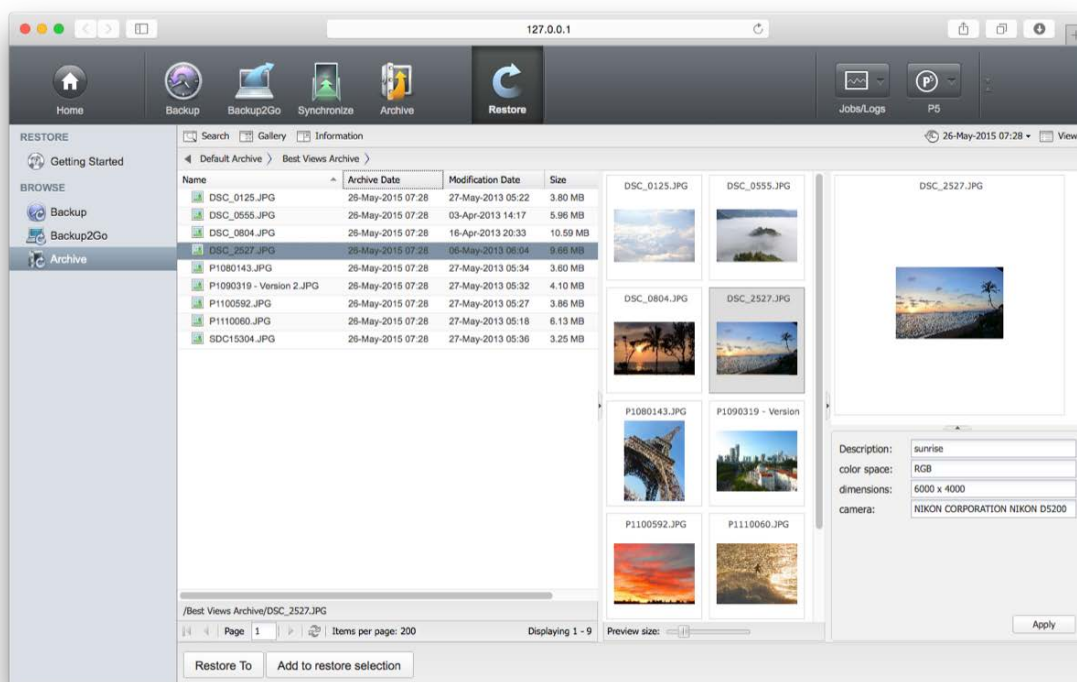 127.0.0.1
Home
Backup
Backup2Go
Synchronize
Archive
Restore
Jobs/Logs
P5
RESTORE
Getting Started
BROWSE
Backup
Backup2Go
Archive
Search Gallery Information
26-May-2015 07:28 View
Default Archive Best Views Archive
Name Archive Date Modification Date Size
DSC_0125.JPG 26-May-2015 07:28 27-May-2013 05:22 3.80 MB
DSC_0555.JPG 26-May-2015 07:28 03-Apr-2013 14:17 5.96 MB
DSC_0804.JPG 26-May-2015 07:28 16-Apr-2013 20:33 10.59 MB
DSC_2527.JPG 26-May-2015 07:28 06-May-2013 06:04 9.66 MB
P1080143.JPG 26-May-2015 07:28 27-May-2013 05:34 3.60 MB
P1090319 - Version 2.JPG 26-May-2015 07:28 27-May-2013 05:32 4.10 MB
P1100592.JPG 26-May-2015 07:28 27-May-2013 05:27 3.86 MB
P1110060.JPG 26-May-2015 07:28 27-May-2013 05:18 6.13 MB
SDC15304.JPG 26-May-2015 07:28 27-May-2013 05:36 3.25 MB
/Best Views Archive/DSC_2527.JPG
Page 1 Items per page: 200 Displaying 1 - 9
DSC_0125.JPG DSC_0555.JPG
DSC_0804.JPG DSC_2527.JPG
P1080143.JPG P1090319 - Version
P1100592.JPG P1110060.JPG
Preview size:
DSC_2527.JPG
Description: sunrise
color space: RGB
dimensions: 6000 x 4000
camera: NIKON CORPORATION NIKON D5200
Apply
Restore To
Add to restore selection